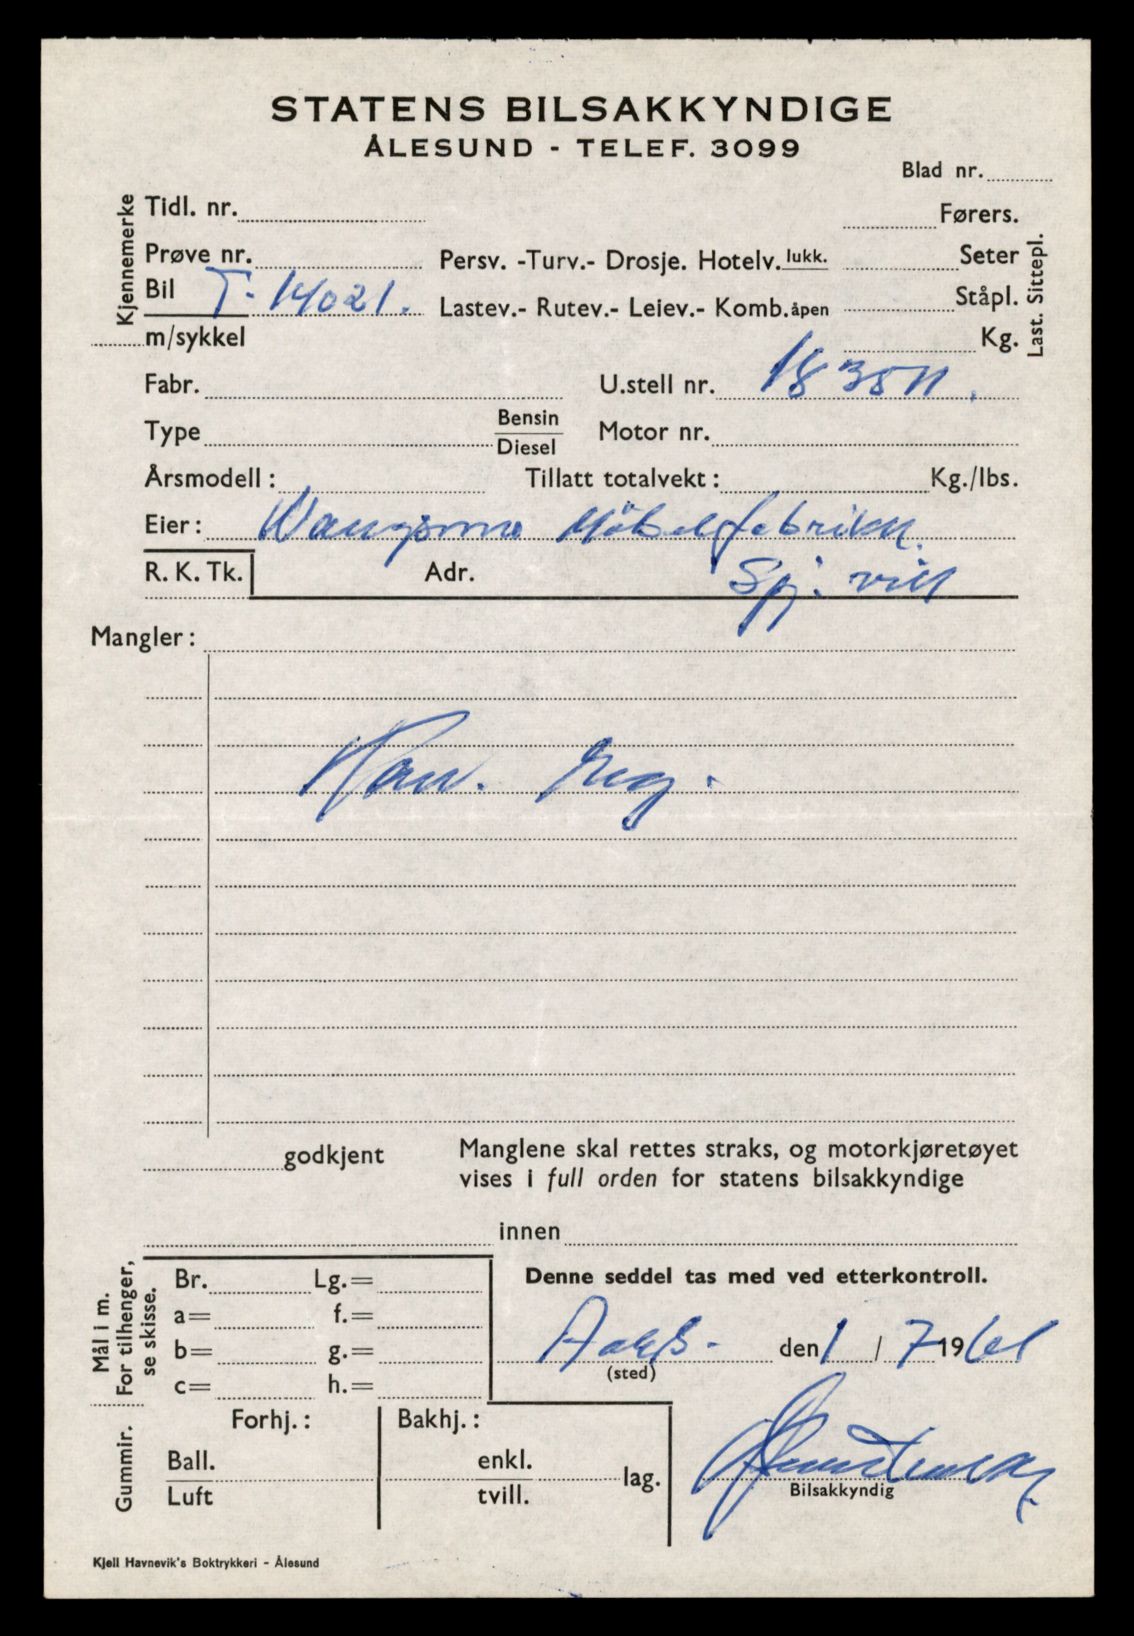 STATENS BILSAKKYNDIGE
ÅLESUND - TELEF. 3099
Blad nr.
Kjennemerke
Tidl. nr.
Førers.
Prøve nr.
Persv. -Turv.- Drosje. Hotelv. lukk.
Seter
Bil T-14021.
Lastev.- Rutev.- Leiev.- Komb. åpen
Ståpl.
Last. Sittepl.
m/sykkel
Kg.
Fabr.
U.stell nr. 183511.
Type
Bensin
Diesel
Motor nr.
Årsmodell :
Tillatt totalvekt :
Kg./lbs.
Eier : Møbelfabrikk.
R. K. Tk.
Adr.
Mangler :
reg.
godkjent
Manglene skal rettes straks, og motorkjøretøyet
vises i full orden for statens bilsakkyndige
innen
Mål i m.
For tilhenger,
se skisse.
Br. Lg.=
a= f.=
b= g.=
c= h.=
Denne seddel tas med ved etterkontroll.
den 1 / 7 1961
(sted)
Gummir.
Forhj. :
Bakhj. :
Ball.
Luft
enkl.
tvill.
lag.
Bilsakkyndig
Kjell Havnevik's Boktrykkeri - Ålesund